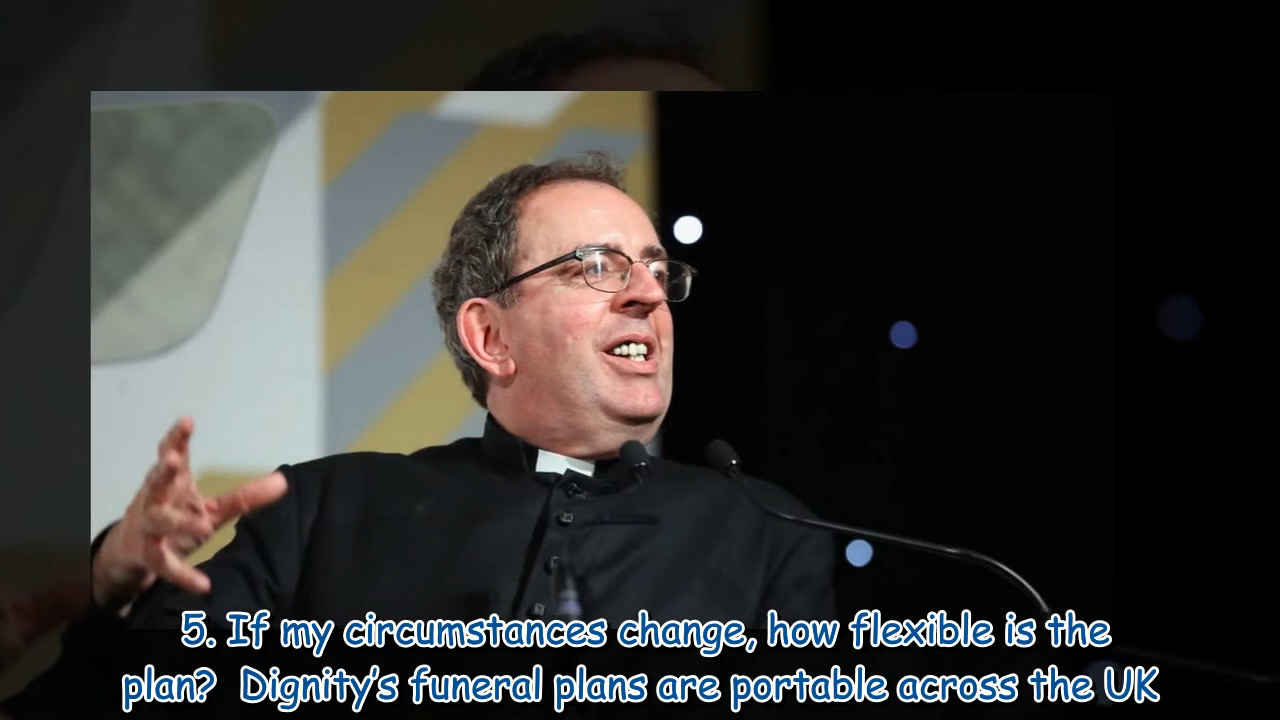 5. If my circumstances change, how flexible is the
plan?  Dignity's funeral plans are portable across the UK